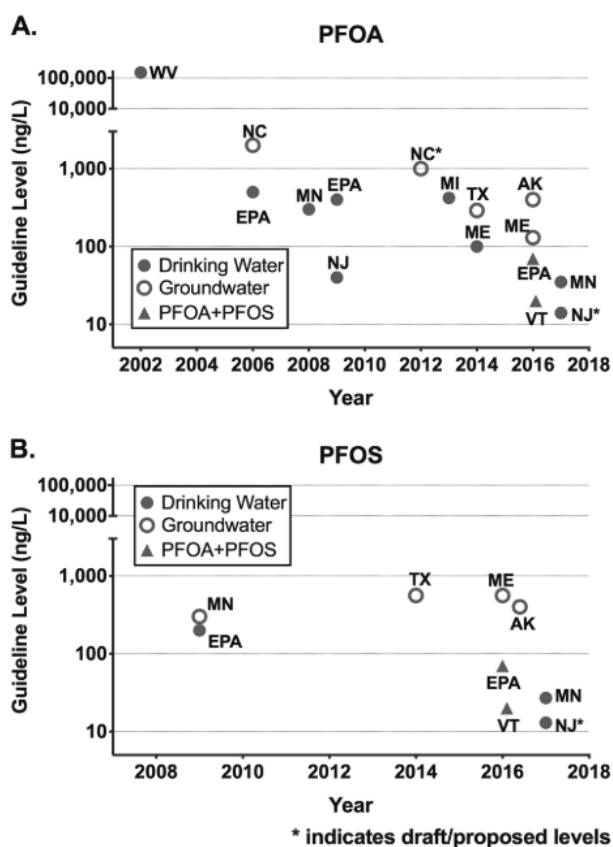 A.
PFOA
Guideline Level (ng/L)
100,000
10,000
1,000
100
10
WV
NC
EPA
MN
EPA
NJ
NC*
MI
TX
ME
AK
ME
EPA
VT
MN
NJ*
Drinking Water
Groundwater
PFOA+PFOS
2002 2004 2006 2008 2010 2012 2014 2016 2018
Year
B.
PFOS
Guideline Level (ng/L)
100,000
10,000
1,000
100
10
Drinking Water
Groundwater
PFOA+PFOS
MN
EPA
TX
ME
AK
EPA
VT
MN
NJ*
2008 2010 2012 2014 2016 2018
Year
* indicates draft/proposed levels